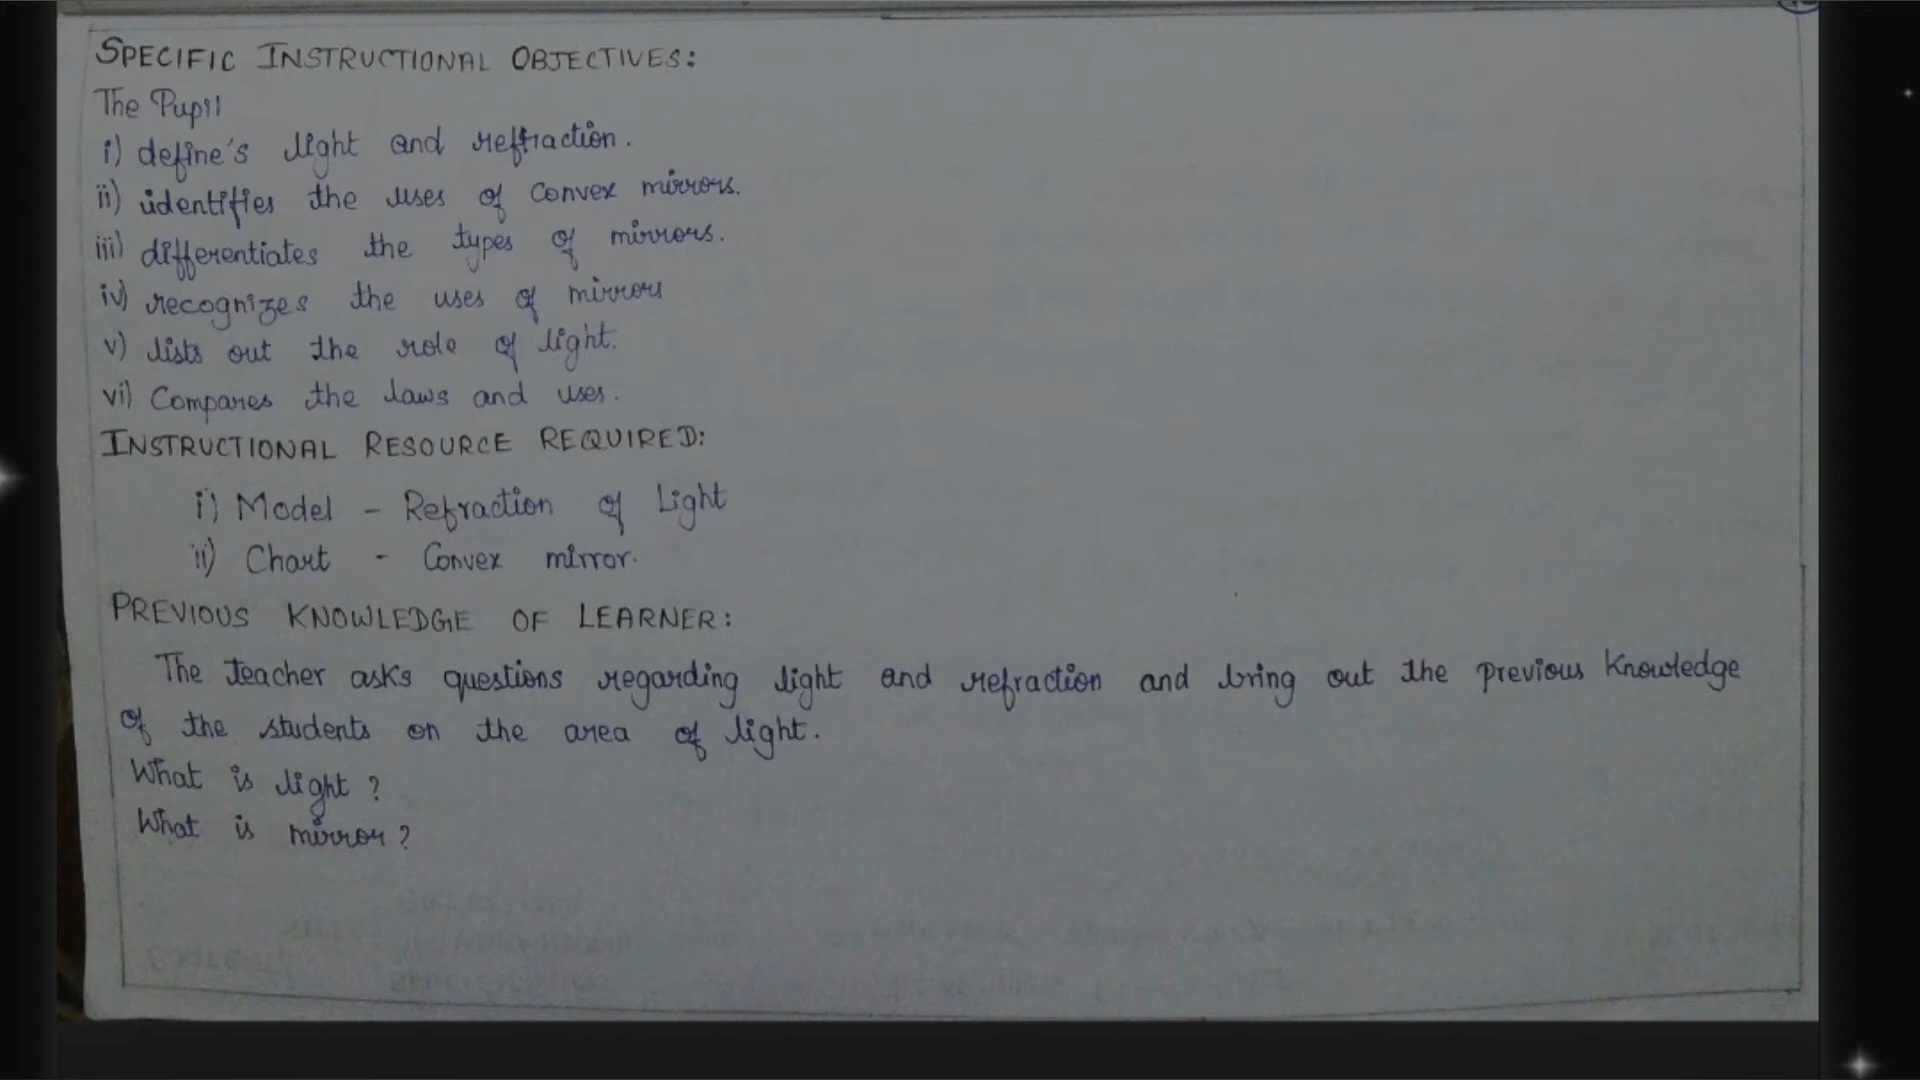 SPECIFIC INSTRUCTIONAL OBJECTIVES:
The Pupil
i) define's light and reffraction.
ii) identifies the uses of convex mirrors.
iii) differentiates the types of mirrors.
iv) recognizes the uses of mirrors
v) lists out the role of light.
vi) Compares the laws and uses.
INSTRUCTIONAL RESOURCE REQUIRED:
i) Model - Refraction of Light
ii) Chart - Convex mirror.
PREVIOUS KNOWLEDGE OF LEARNER:
The teacher asks questions regarding light and refraction and bring out the previous knowledge
of the students on the area of light.
What is light?
What is mirror?